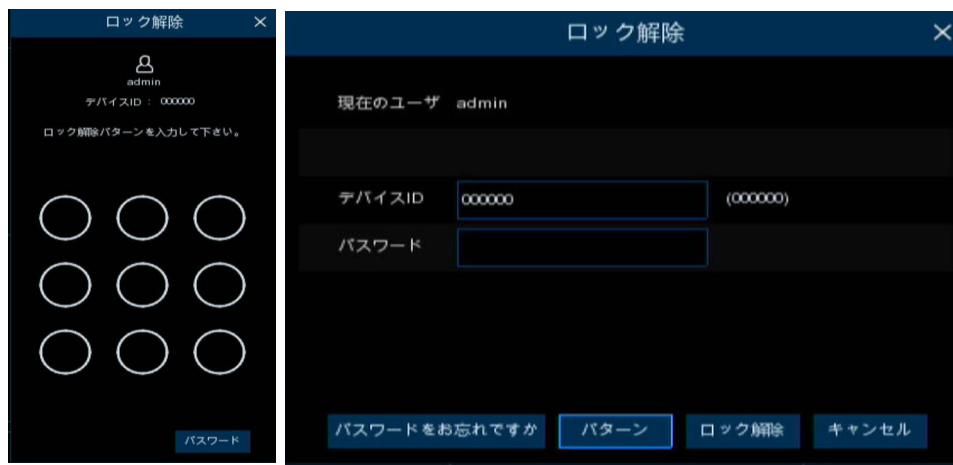 ロック解除 ×
admin
デバイスID : 000000
ロック解除パターンを入力して下さい。
パスワード
ロック解除 ×
現在のユーザ admin
デバイスID 000000 (000000)
パスワード
パスワードをお忘れですか パターン ロック解除 キャンセル